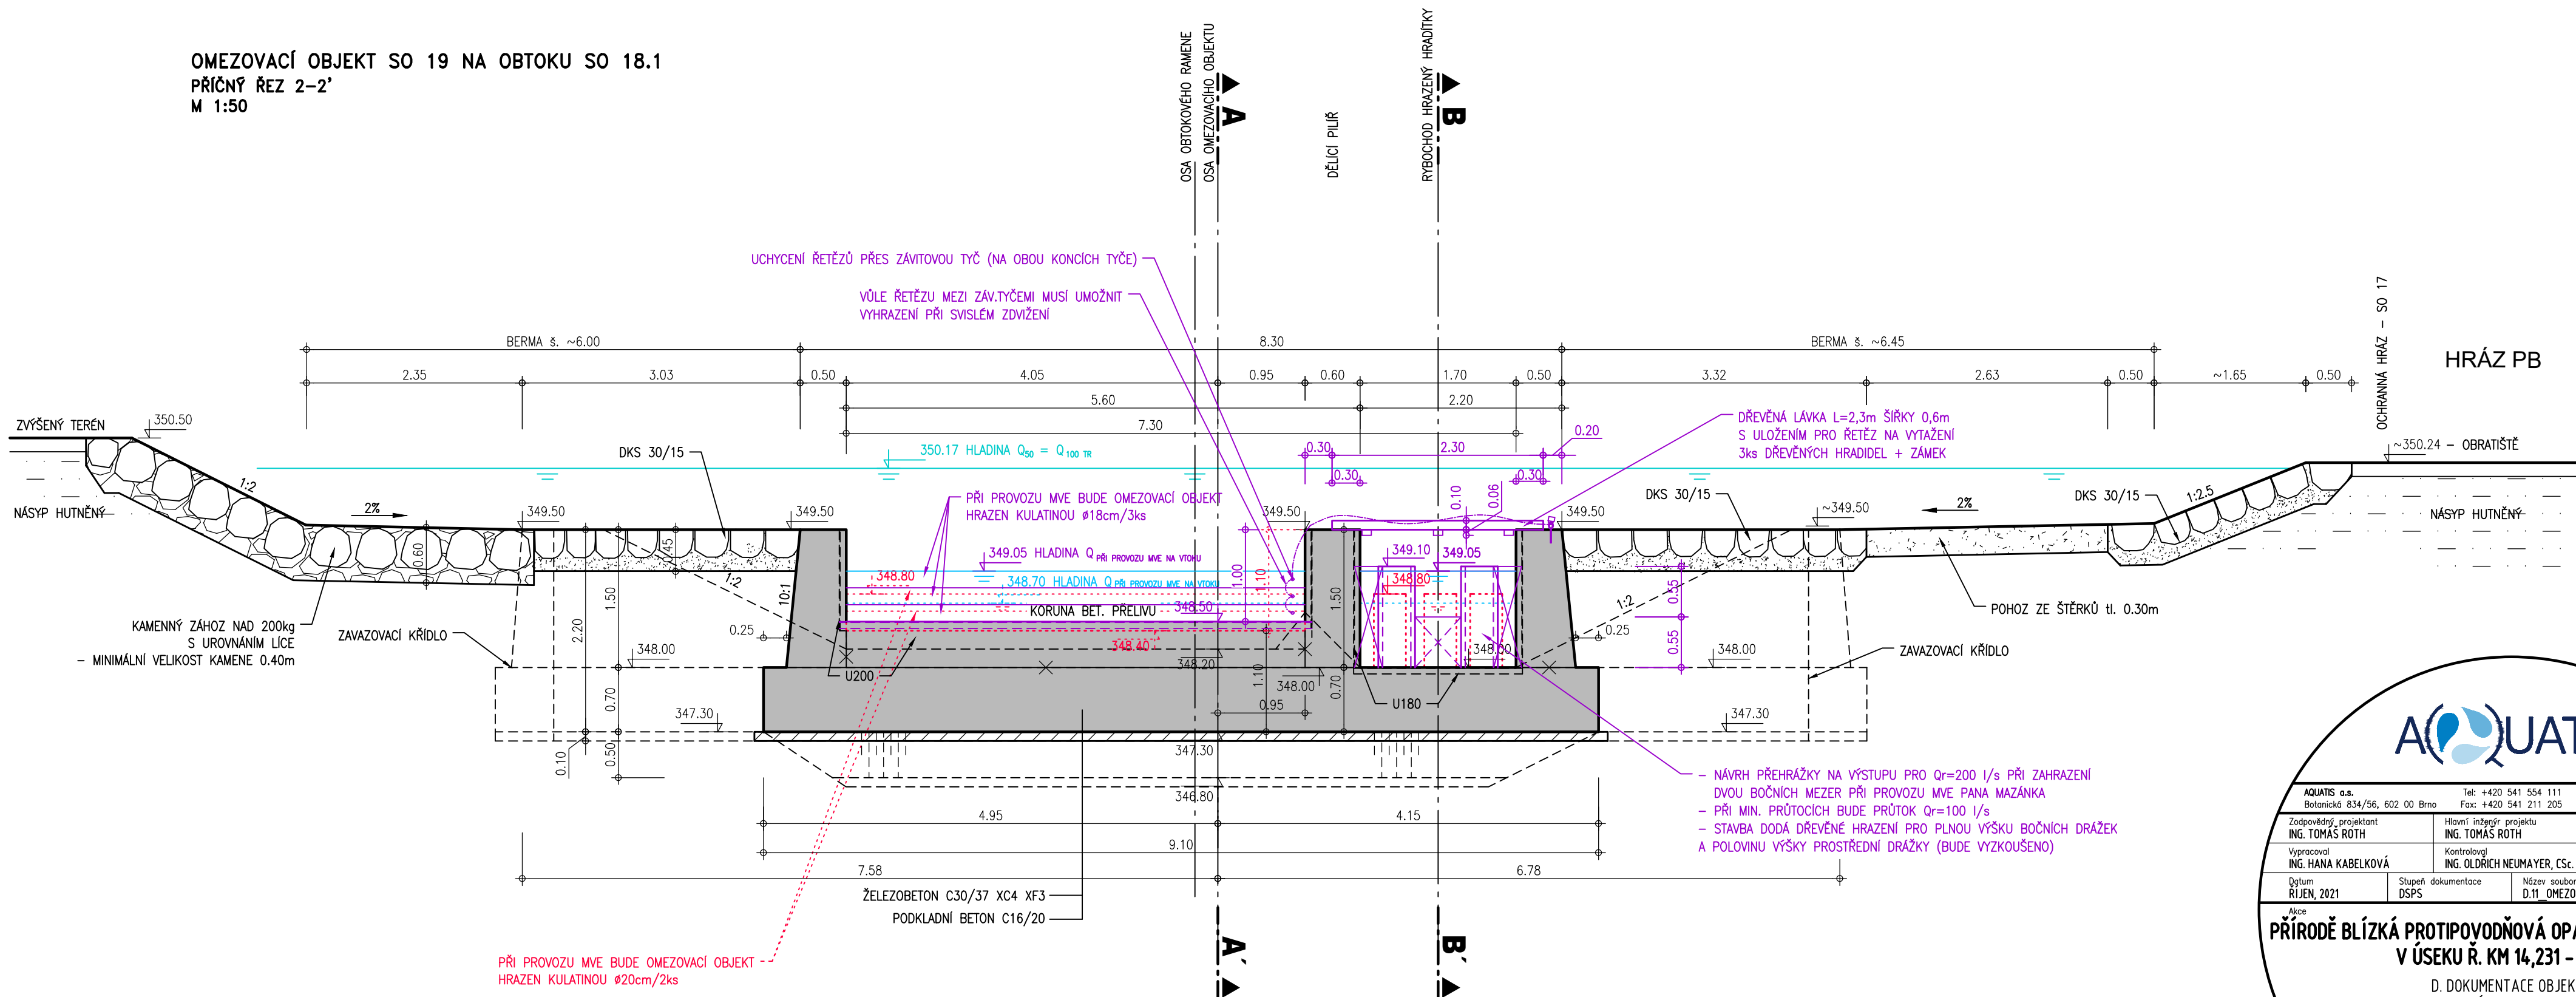 OMEZOVACÍ OBJEKT SO 19 NA OBTOKU SO 18.1
PŘÍČNÝ ŘEZ 2-2'
M 1:50
OSA OBTOKOVÉHO RAMENE
OSA OMEZOVACÍHO OBJEKTU
A
DĚLÍCÍ PILÍŘ
RYBOCHOD HRAZENÝ HRADÍTKY
B
UCHYCENÍ ŘETĚZŮ PŘES ZÁVITOVOU TYČ (NA OBOU KONCÍCH TYČE)
VŮLE ŘETĚZU MEZI ZÁV.TYČEMI MUSÍ UMOŽNIT
VYHRAZENÍ PŘI SVISLÉM ZDVIŽENÍ
BERMA š. ~6.00
8.30
BERMA š. ~6.45
OCHRANNÁ HRÁZ - SO 17
HRÁZ PB
2.35
3.03
0.50
4.05
0.95
0.60
1.70
0.50
3.32
2.63
0.50
~1.65
0.50
5.60
2.20
7.30
ZVÝŠENÝ TERÉN
350.50
DKS 30/15
350.17 HLADINA Q50 = Q100 TR
0.30
2.30
0.20
0.30
0.30
DŘEVĚNÁ LÁVKA L=2,3m ŠÍŘKY 0,6m
S ULOŽENÍM PRO ŘETĚZ NA VYTAŽENÍ
3ks DŘEVĚNÝCH HRADIDEL + ZÁMEK
~350.24 - OBRATIŠTĚ
1:2
2%
NÁSYP HUTNĚNÝ
349.50
349.50
PŘI PROVOZU MVE BUDE OMEZOVACÍ OBJEKT
HRAZEN KULATINOU ø18cm/3ks
349.50
0.10
0.06
349.50
DKS 30/15
~349.50
2%
DKS 30/15
1:2.5
NÁSYP HUTNĚNÝ
0.60
0.45
1:2
10:1
349.05 HLADINA Q PŘI PROVOZU MVE NA VTOKU
348.80
348.70 HLADINA Q PŘI PROVOZU MVE NA VTOKU
KORUNA BET. PŘELIVU
348.50
348.40
348.20
1.00
1.10
1.50
349.10
349.05
348.80
348.00
0.55
0.55
1:2
POHOZ ZE ŠTĚRKŮ tl. 0.30m
KAMENNÝ ZÁHOZ NAD 200kg
S UROVNÁNÍM LÍCE
- MINIMÁLNÍ VELIKOST KAMENE 0.40m
ZAVAZOVACÍ KŘÍDLO
1.50
2.20
0.25
348.00
U200
348.00
0.25
348.00
ZAVAZOVACÍ KŘÍDLO
0.70
347.30
1.10
0.70
0.95
U180
347.30
0.10
0.50
347.30
346.80
4.95
4.15
9.10
7.58
6.78
- NÁVRH PŘEHRÁŽKY NA VÝSTUPU PRO Qr=200 l/s PŘI ZAHRAZENÍ
DVOU BOČNÍCH MEZER PŘI PROVOZU MVE PANA MAZÁNKA
- PŘI MIN. PRŮTOCÍCH BUDE PRŮTOK Qr=100 l/s
- STAVBA DODÁ DŘEVĚNÉ HRAZENÍ PRO PLNOU VÝŠKU BOČNÍCH DRÁŽEK
A POLOVINU VÝŠKY PROSTŘEDNÍ DRÁŽKY (BUDE VYZKOUŠENO)
ŽELEZOBETON C30/37 XC4 XF3
PODKLADNÍ BETON C16/20
PŘI PROVOZU MVE BUDE OMEZOVACÍ OBJEKT
HRAZEN KULATINOU ø20cm/2ks
A'
B'
AQUAT
AQUATIS a.s.
Botanická 834/56, 602 00 Brno
Tel: +420 541 554 111
Fax: +420 541 211 205
Zodpovědný projektant
ING. TOMÁŠ ROTH
Hlavní inženýr projektu
ING. TOMÁŠ ROTH
Vypracoval
ING. HANA KABELKOVÁ
Kontroloval
ING. OLDŘICH NEUMAYER, CSc.
Datum
ŘÍJEN, 2021
Stupeň dokumentace
DSPS
Název soubor
D.11_OMEZO
Akce
PŘÍRODĚ BLÍZKÁ PROTIPOVODŇOVÁ OPA
V ÚSEKU Ř. KM 14,231 -
D. DOKUMENTACE OBJEK